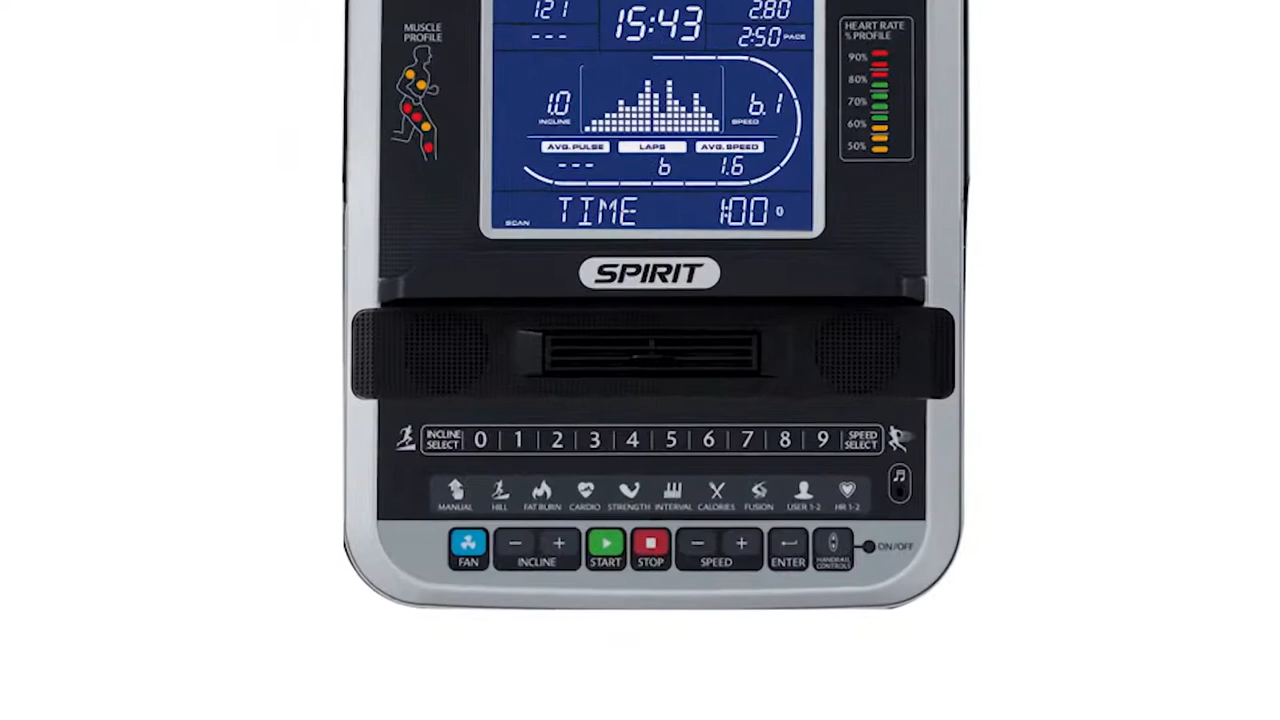 MUSCLE
PROFILE
121
2.80
15:43
---
2:50 PACE
HEART RATE
% PROFILE
90%
80%
70%
60%
50%
1.0
INCLINE
6.1
SPEED
AVG. PULSE LAPS AVG. SPEED
--- 6 1.6
SCAN TIME 1:00
SPIRIT
INCLINE
SELECT
0 1 2 3 4 5 6 7 8 9
SPEED
SELECT
MANUAL HILL FAT BURN CARDIO STRENGTH INTERVAL CALORIES FUSION USER 1-2 HR 1-2
FAN - INCLINE + START STOP - SPEED + ENTER
HANDRAIL
CONTROLS
ON/OFF